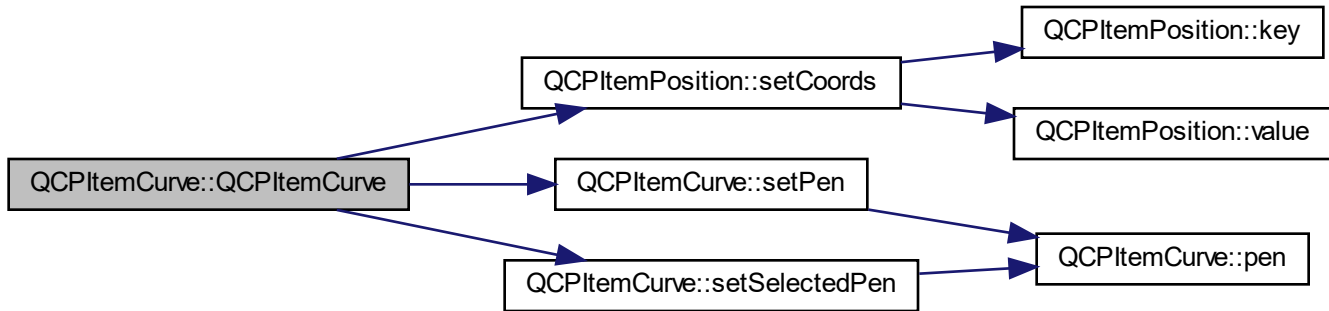 QCPItemPosition::key
QCPItemPosition::setCoords
QCPItemPosition::value
QCPItemCurve::QCPItemCurve
QCPItemCurve::setPen
QCPItemCurve::pen
QCPItemCurve::setSelectedPen